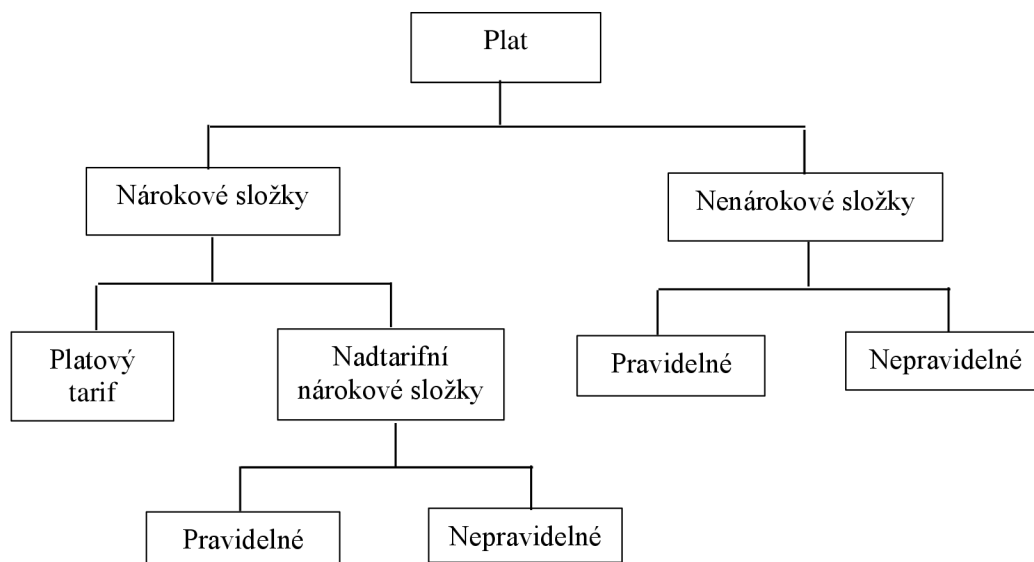 Plat
Nárokové složky
Nenárokové složky
Platový
tarif
Nadtarifní
nárokové složky
Pravidelné
Nepravidelné
Pravidelné
Nepravidelné